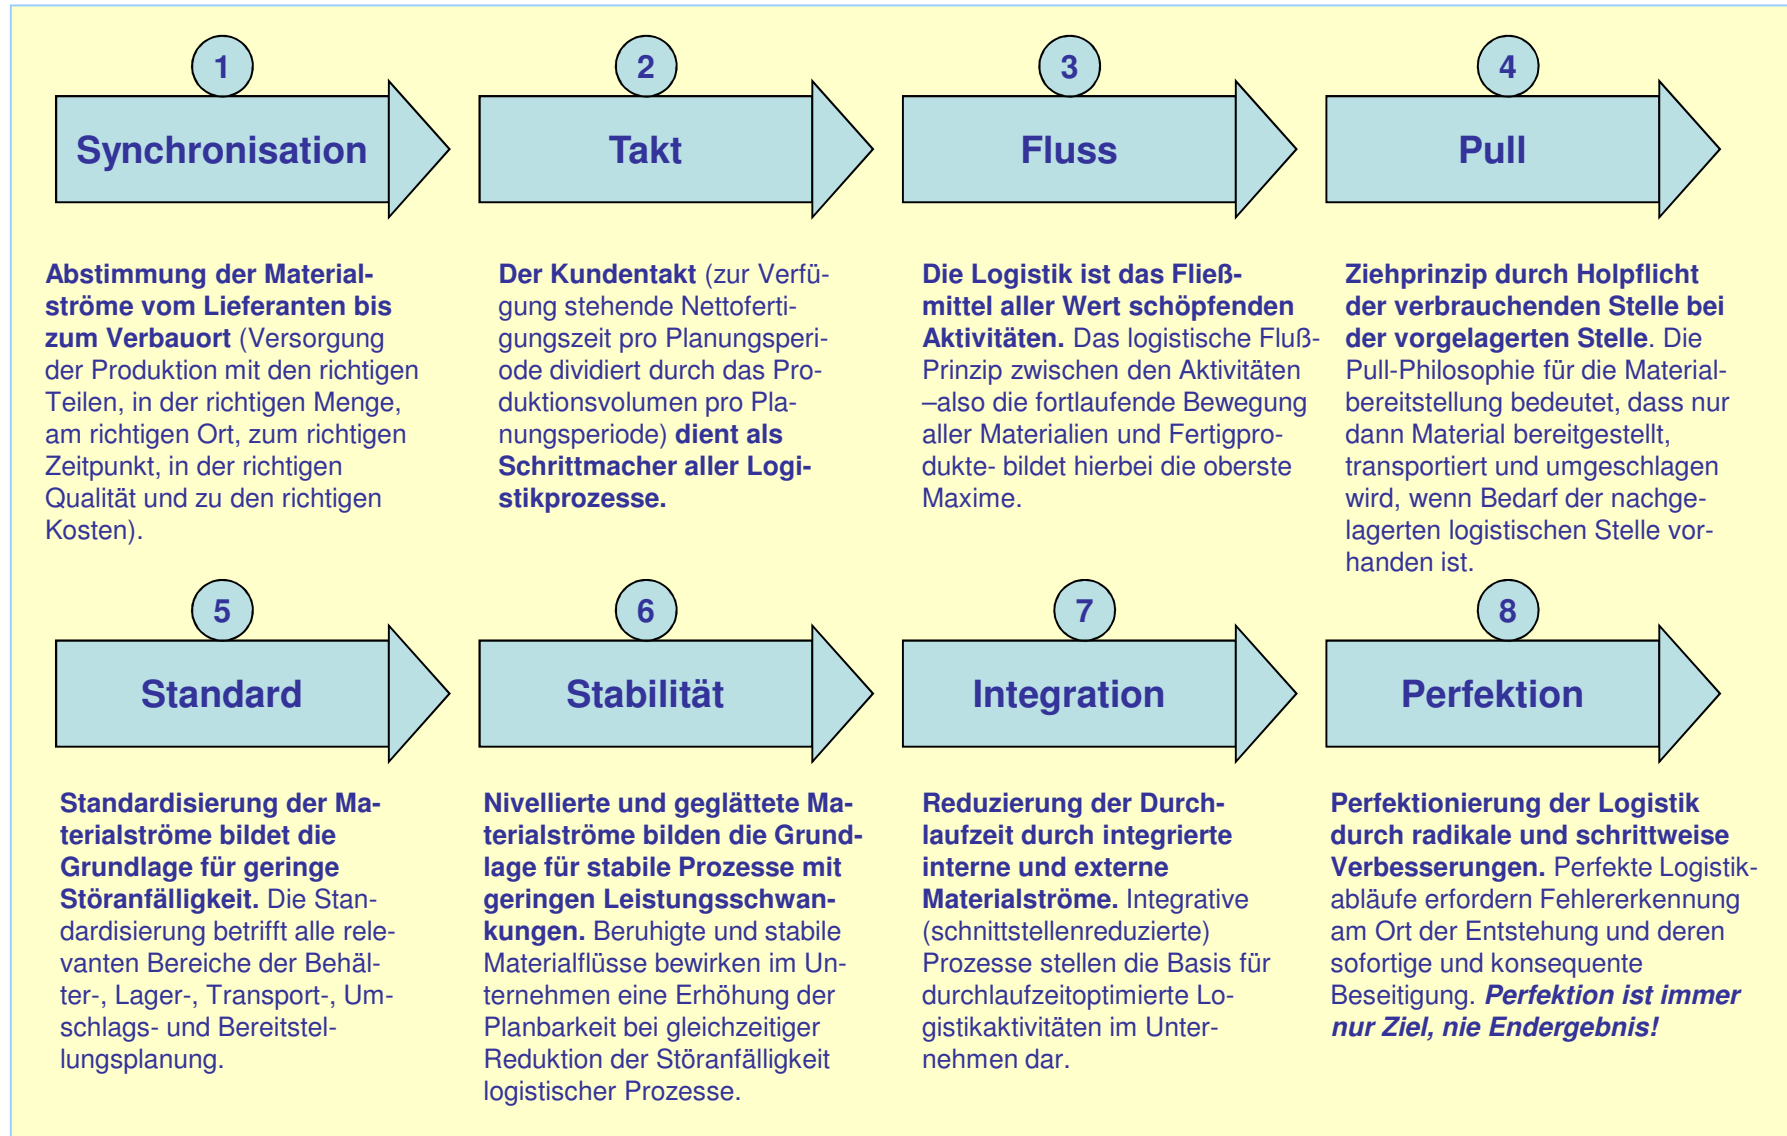 1
Synchronisation
Abstimmung der Material-
ströme vom Lieferanten bis
zum Verbauort (Versorgung
der Produktion mit den richtigen
Teilen, in der richtigen Menge,
am richtigen Ort, zum richtigen
Zeitpunkt, in der richtigen
Qualität und zu den richtigen
Kosten).
2
Takt
Der Kundentakt (zur Verfü-
gung stehende Nettoferti-
gungszeit pro Planungsperi-
ode dividiert durch das Pro-
duktionsvolumen pro Pla-
nungsperiode) dient als
Schrittmacher aller Logi-
stikprozesse.
3
Fluss
Die Logistik ist das Fließ-
mittel aller Wert schöpfenden
Aktivitäten. Das logistische Fluß-
Prinzip zwischen den Aktivitäten
–also die fortlaufende Bewegung
aller Materialien und Fertigpro-
dukte- bildet hierbei die oberste
Maxime.
4
Pull
Ziehprinzip durch Holpflicht
der verbrauchenden Stelle bei
der vorgelagerten Stelle. Die
Pull-Philosophie für die Material-
bereitstellung bedeutet, dass nur
dann Material bereitgestellt,
transportiert und umgeschlagen
wird, wenn Bedarf der nachge-
lagerten logistischen Stelle vor-
handen ist.
5
Standard
Standardisierung der Ma-
terialströme bildet die
Grundlage für geringe
Störanfälligkeit. Die Stan-
dardisierung betrifft alle rele-
vanten Bereiche der Behäl-
ter-, Lager-, Transport-, Um-
schlags- und Bereitstel-
lungsplanung.
6
Stabilität
Nivellierte und geglättete Ma-
terialströme bilden die Grund-
lage für stabile Prozesse mit
geringen Leistungsschwan-
kungen. Beruhigte und stabile
Materialflüsse bewirken im Un-
ternehmen eine Erhöhung der
Planbarkeit bei gleichzeitiger
Reduktion der Störanfälligkeit
logistischer Prozesse.
7
Integration
Reduzierung der Durch-
laufzeit durch integrierte
interne und externe
Materialströme. Integrative
(schnittstellenreduzierte)
Prozesse stellen die Basis für
durchlaufzeitoptimierte Lo-
gistikaktivitäten im Unter-
nehmen dar.
8
Perfektion
Perfektionierung der Logistik
durch radikale und schrittweise
Verbesserungen. Perfekte Logistik-
abläufe erfordern Fehlererkennung
am Ort der Entstehung und deren
sofortige und konsequente
Beseitigung. Perfektion ist immer
nur Ziel, nie Endergebnis!